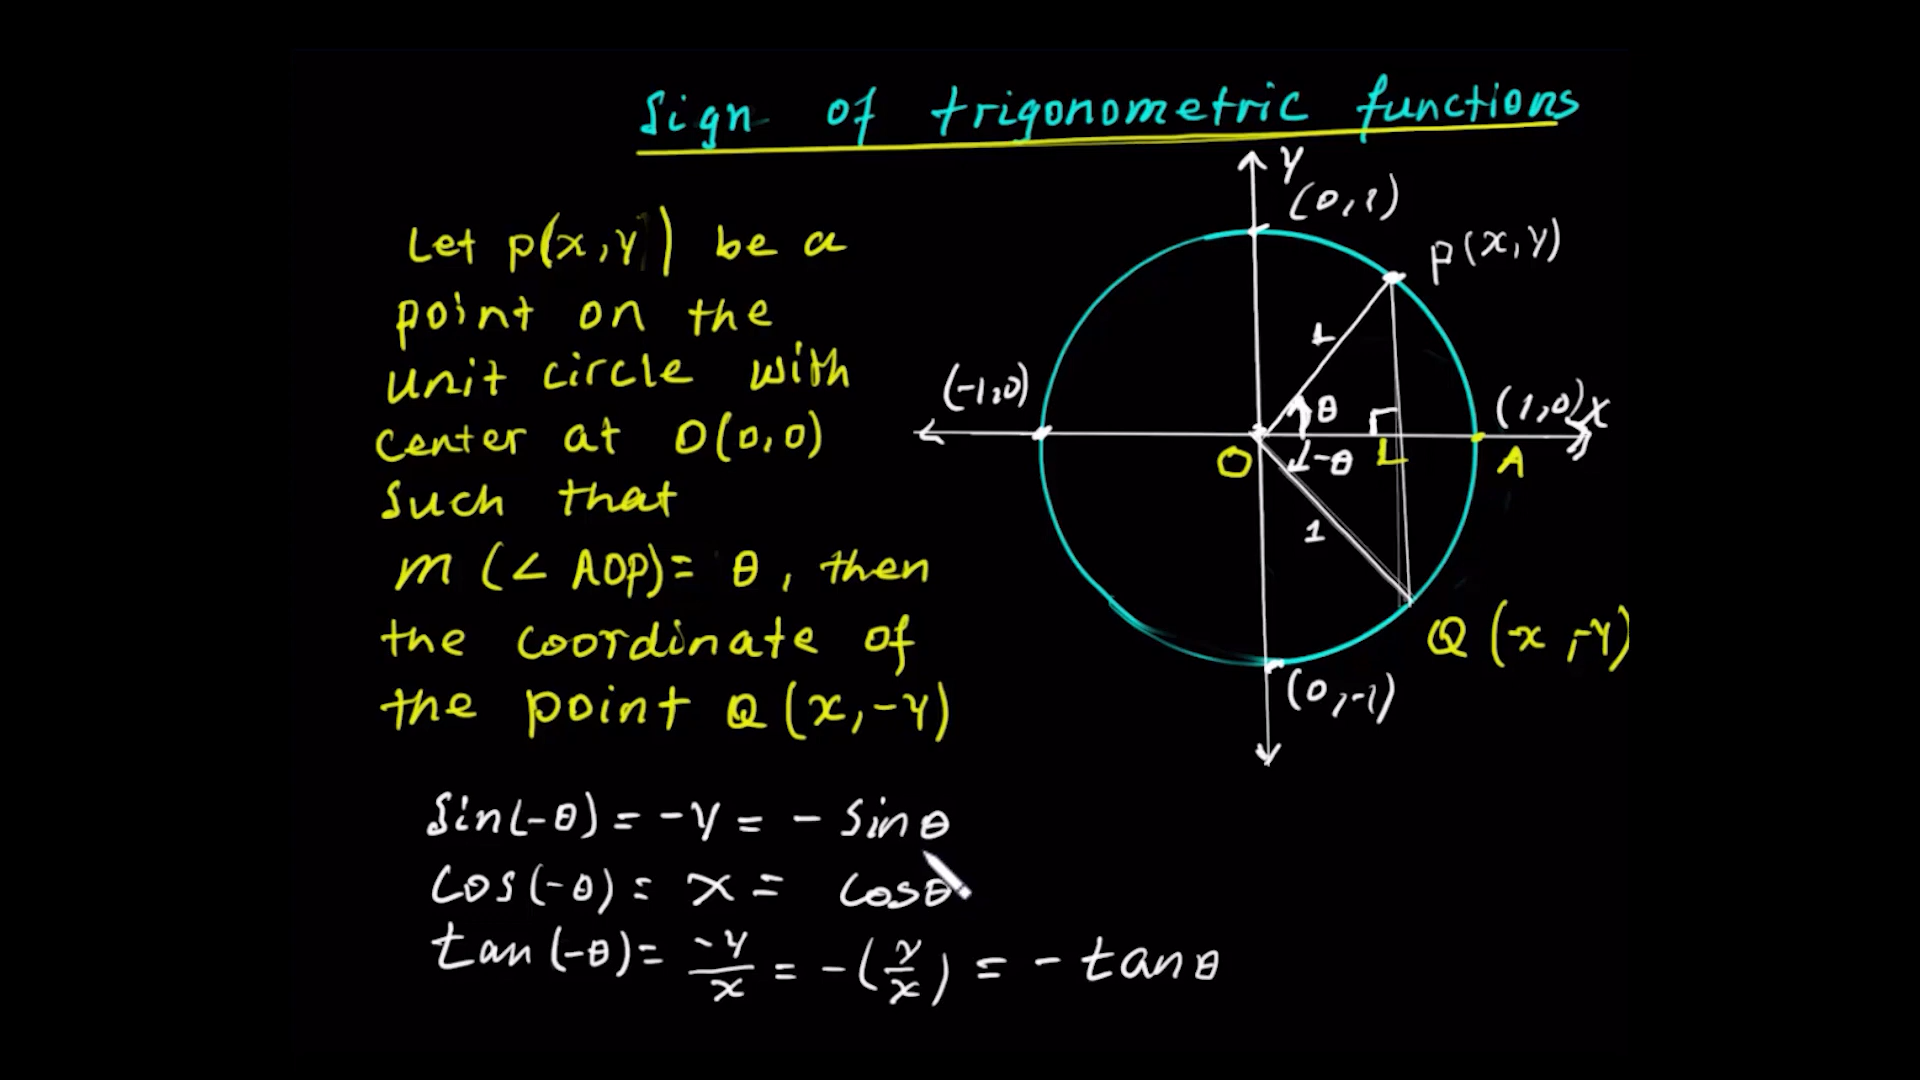 Sign of trigonometric functions
Let p(x,y) be a
point on the
unit circle with
center at O(0,0)
such that
m (∠ AOP)= θ, then
the coordinate of
the point Q(x,-y)
Y
(0,1)
P(x,y)
1
(-1,0)
θ
(1,0)
X
O
-θ
L
A
1
Q (-x,-y)
(0,-1)
Sin(-θ) = -y = - Sinθ
Cos(-θ) = x = Cosθ
tan(-θ) = -y/x = -(y/x) = - tanθ